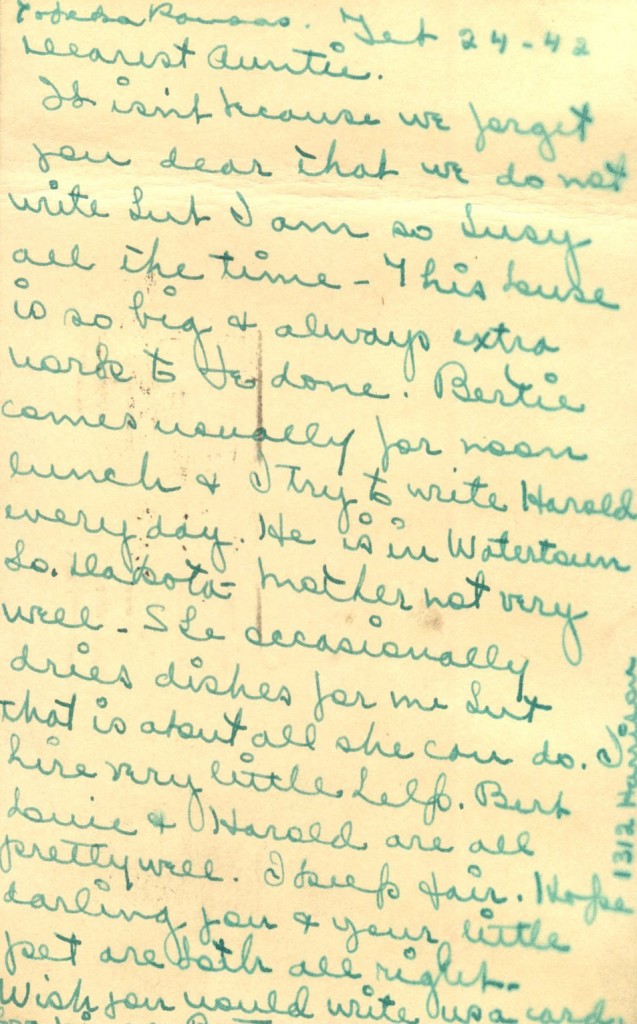 Topeka Kansas. Feb 24-42
Dearest Auntie.
It isn't because we forget
you dear that we do not
write but I am so busy
all the time - This house
is so big & always extra
work to be done. Bertie
comes usually for noon
lunch & I try to write Harold
every day. He is in Watertown
So. Dakota - Mother not very
well - She occasionally
dries dishes for me but
that is about all she can do. I
hire very little help. Bert
Louie & Harold are all
pretty well. I keep fair. Hope
darling you & your little
pet are both all right.
Wish you would write us a card.
1312 Harrison